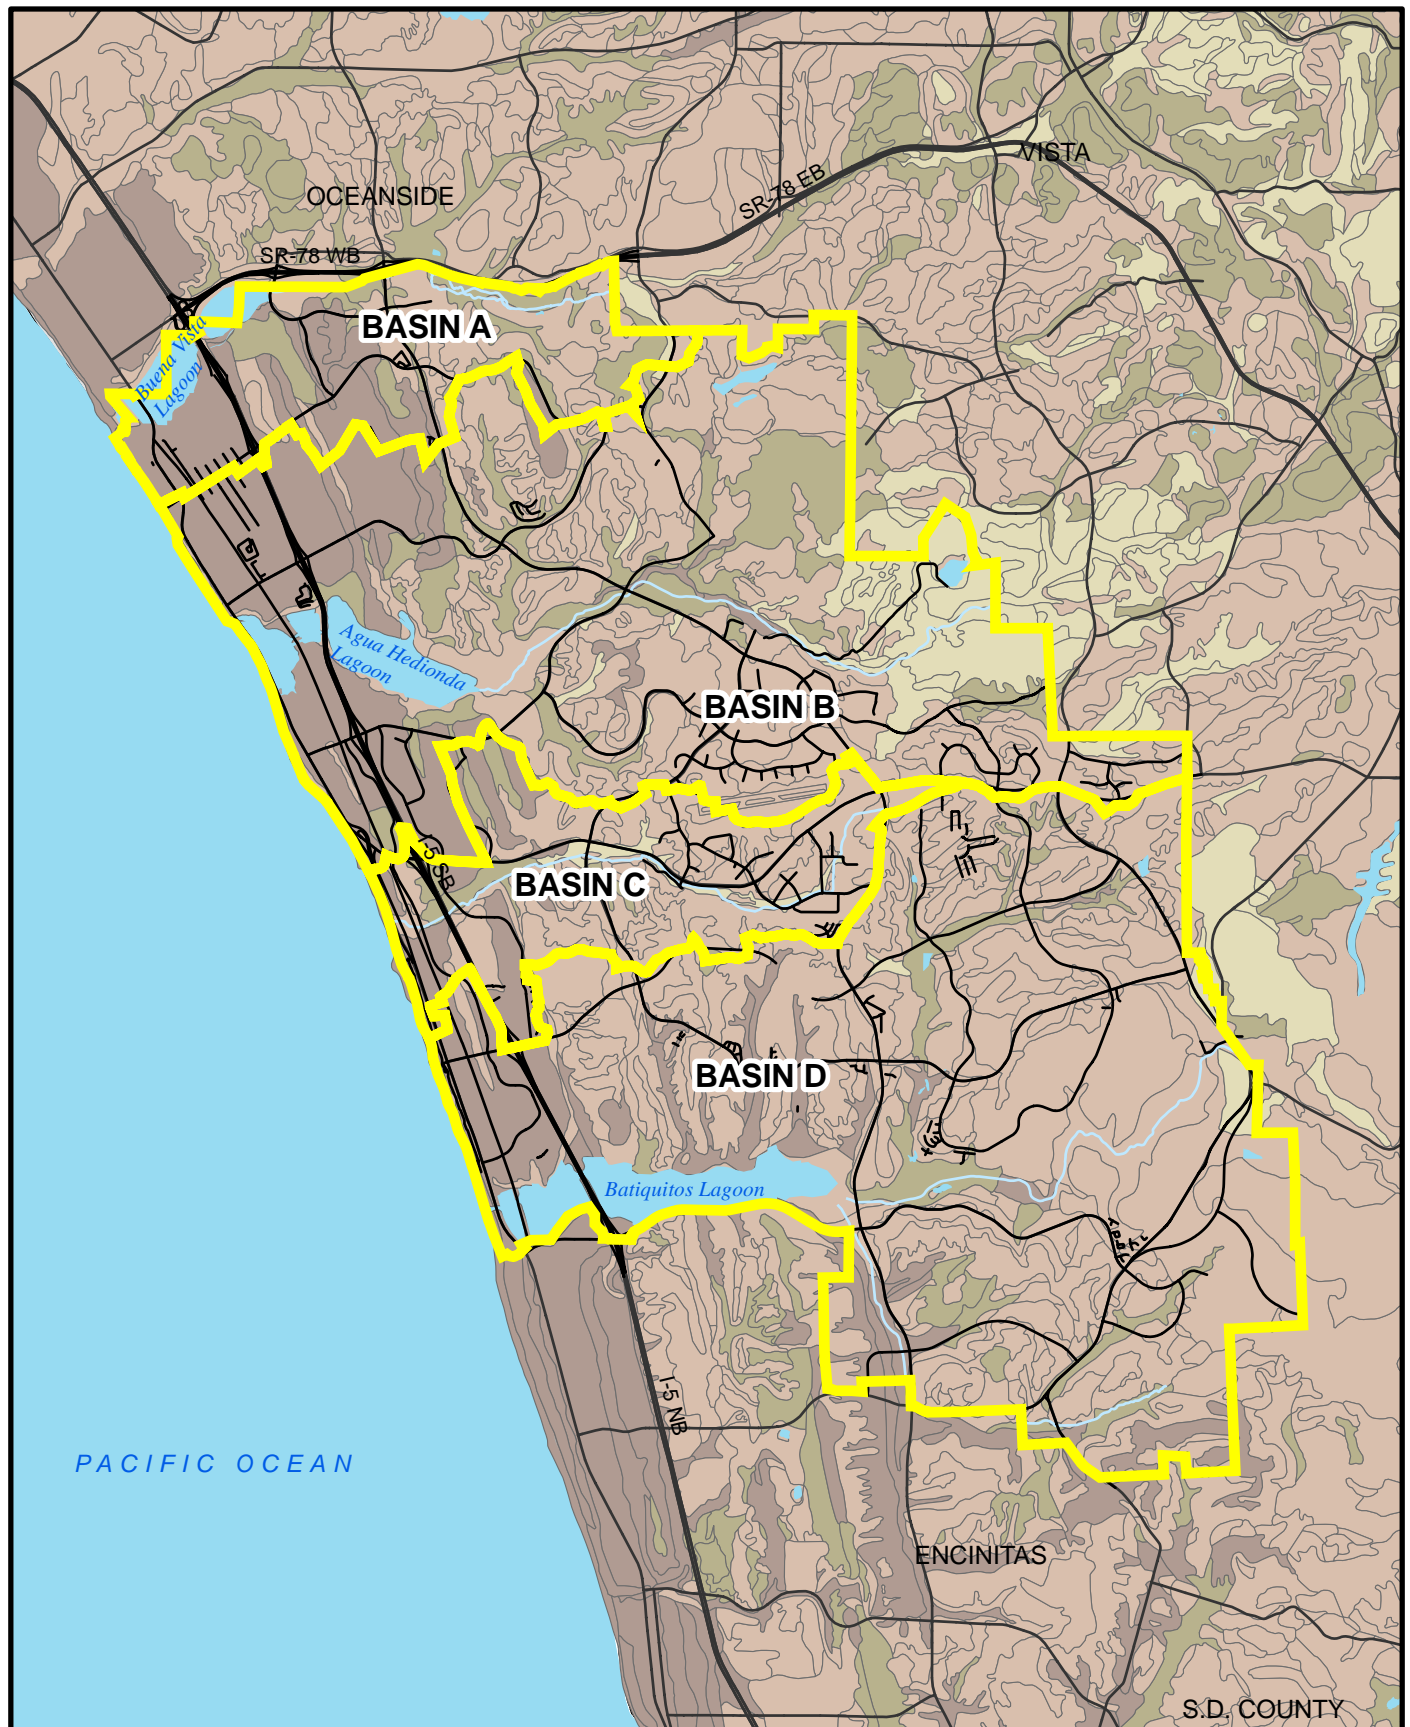 VISTA
SR-78 EB
OCEANSIDE
SR-78 WB
BASIN A
Buena Vista
Lagoon
Agua Hedionda
Lagoon
BASIN B
I-5 SB
BASIN C
BASIN D
Batiquitos Lagoon
I-5 NB
PACIFIC OCEAN
ENCINITAS
S.D. COUNTY